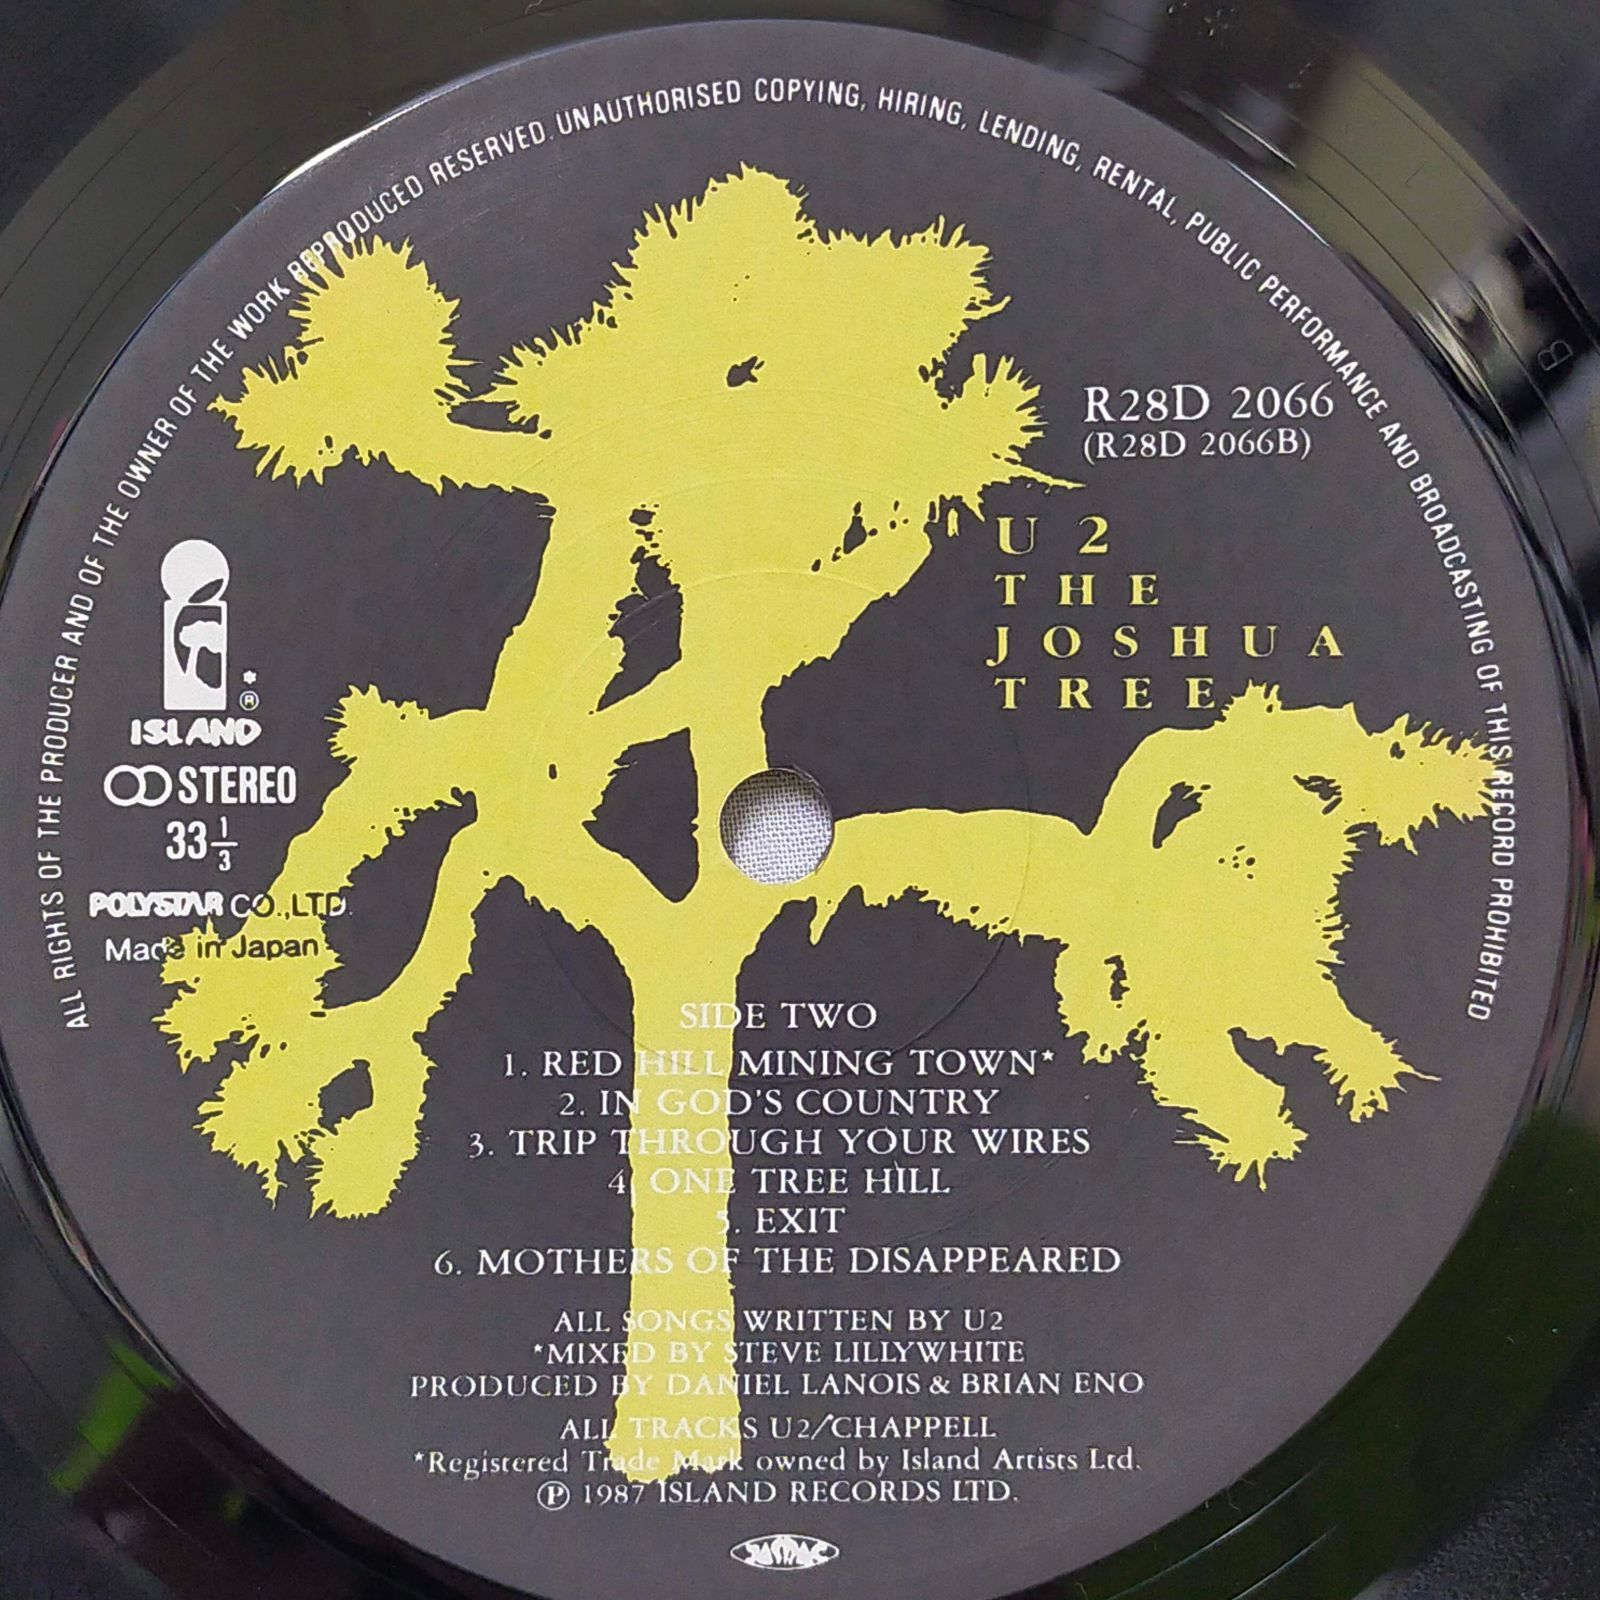 ALL RIGHTS OF THE PRODUCER AND OF THE OWNER OF THE WORK REPRODUCED RESERVED. UNAUTHORISED COPYING, HIRING, LENDING, RENTAL, PUBLIC PERFORMANCE AND BROADCASTING OF THIS RECORD PROHIBITED
R28D 2066
(R28D 2066B)
U2
THE
JOSHUA
TREE
*
®
ISLAND
STEREO
33 1/3
POLYSTAR CO.,LTD.
Made in Japan
SIDE TWO
1. RED HILL MINING TOWN*
2. IN GOD'S COUNTRY
3. TRIP THROUGH YOUR WIRES
4. ONE TREE HILL
5. EXIT
6. MOTHERS OF THE DISAPPEARED
ALL SONGS WRITTEN BY U2
*MIXED BY STEVE LILLYWHITE
PRODUCED BY DANIEL LANOIS & BRIAN ENO
ALL TRACKS U2/CHAPPELL
*Registered Trade Mark owned by Island Artists Ltd.
Ⓟ 1987 ISLAND RECORDS LTD.
B